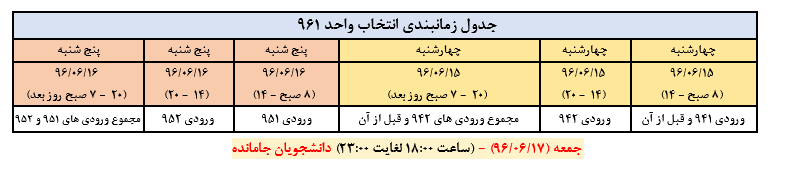 جدول زمانبندی انتخاب واحد ۹۶۱
چهارشنبه چهارشنبه چهارشنبه پنج شنبه پنج شنبه پنج شنبه
۹۶/۰۶/۱۵ ۹۶/۰۶/۱۵ ۹۶/۰۶/۱۵ ۹۶/۰۶/۱۶ ۹۶/۰۶/۱۶ ۹۶/۰۶/۱۶
(۸ صبح - ۱۴) (۱۴ - ۲۰) (۲۰ - ۷ صبح روز بعد) (۸ صبح - ۱۴) (۱۴ - ۲۰) (۲۰ - ۷ صبح روز بعد)
ورودی ۹۴۱ و قبل از آن ورودی ۹۴۲ مجموع ورودی های ۹۴۲ و قبل از آن ورودی ۹۵۱ ورودی ۹۵۲ مجموع ورودی های ۹۵۱ و ۹۵۲
جمعه (۹۶/۰۶/۱۷) - (ساعت ۱۸:۰۰ لغایت ۲۳:۰۰) دانشجویان جامانده